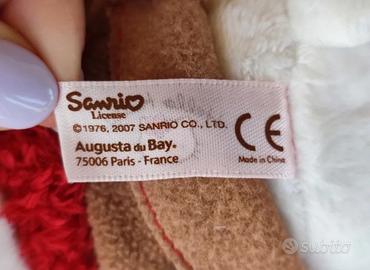 Sanrio
License
©1976, 2007 SANRIO CO., LTD.
Augusta du Bay.
75006 Paris - France
CE
Made in China
subito